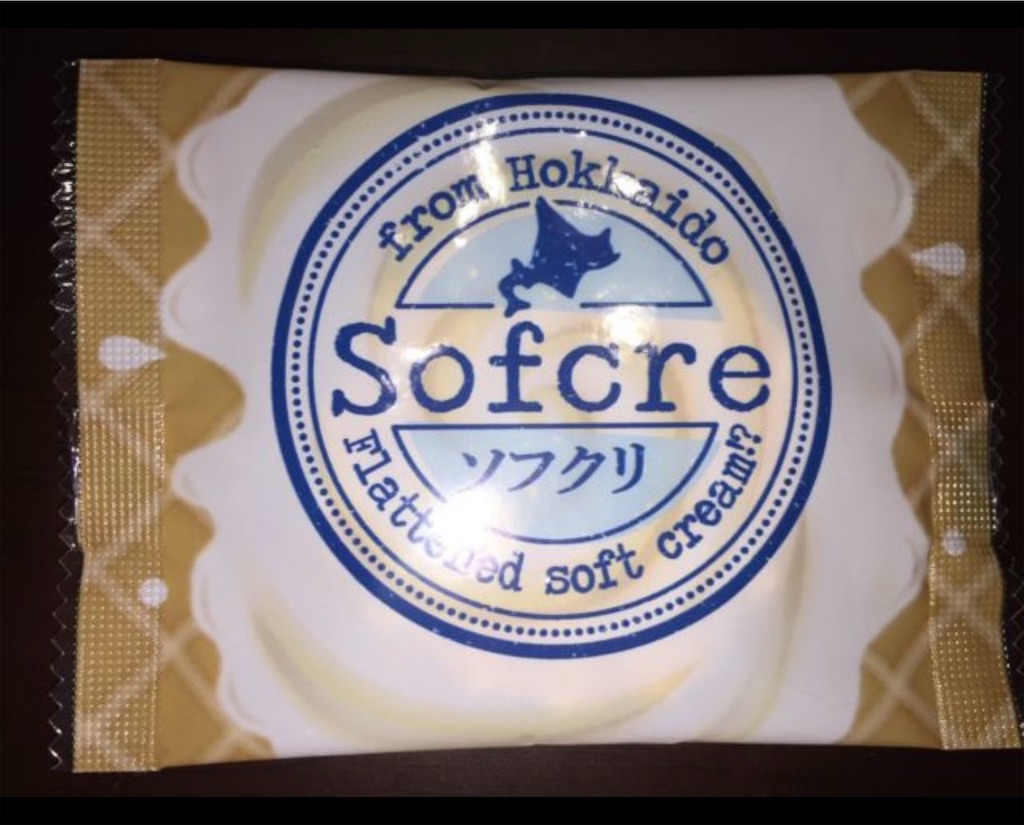 from Hokkaido
Sofcre
ソフクリ
Flattened soft cream!?